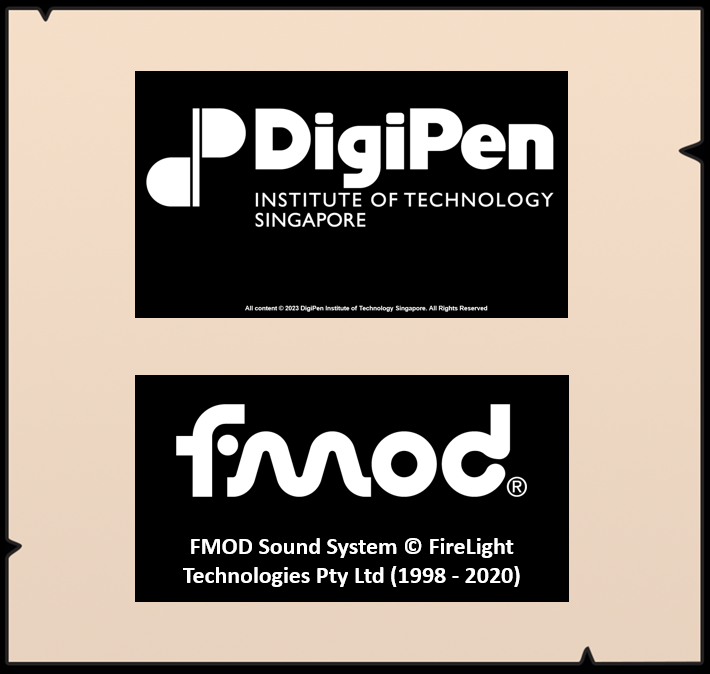 DigiPen
INSTITUTE OF TECHNOLOGY
SINGAPORE
All content © 2023 DigiPen Institute of Technology Singapore. All Rights Reserved
fmod®
FMOD Sound System © FireLight
Technologies Pty Ltd (1998 - 2020)